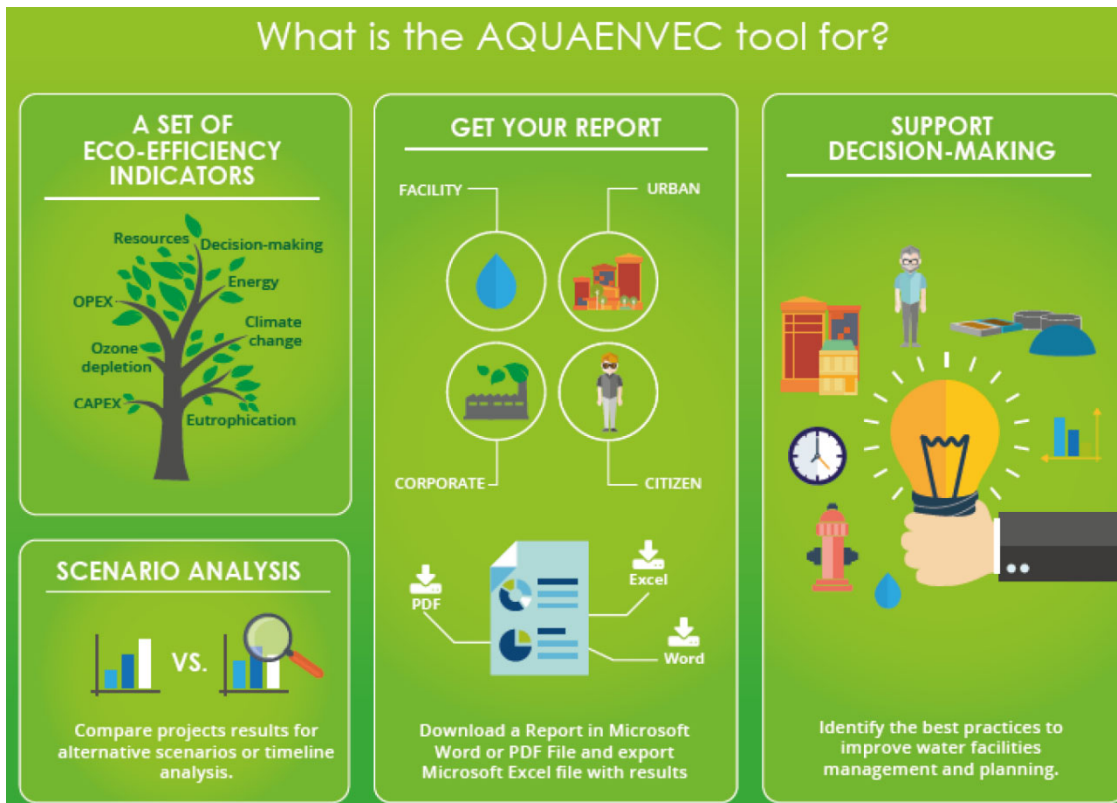 What is the AQUAENVEC tool for?
A SET OF
ECO-EFFICIENCY
INDICATORS
Resources
Decision-making
Energy
OPEX
Climate
change
Ozone
depletion
CAPEX
Eutrophication
SCENARIO ANALYSIS
VS.
Compare projects results for
alternative scenarios or timeline
analysis.
GET YOUR REPORT
FACILITY
URBAN
CORPORATE
CITIZEN
PDF
Excel
Word
Download a Report in Microsoft
Word or PDF File and export
Microsoft Excel file with results
SUPPORT
DECISION-MAKING
Identify the best practices to
improve water facilities
management and planning.